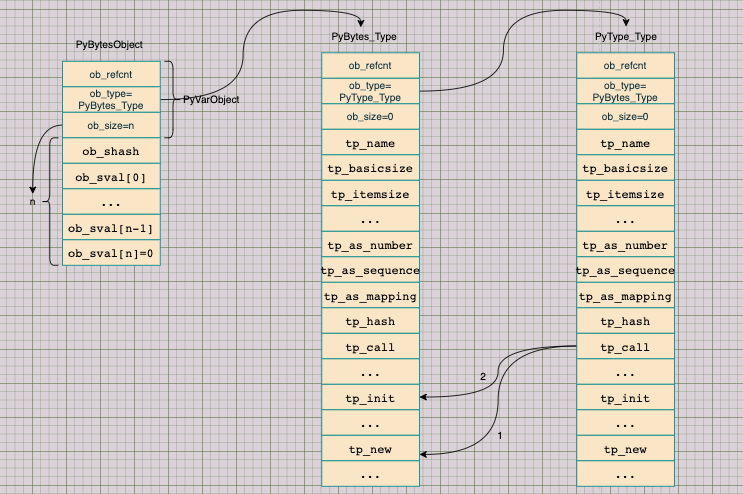 PyBytesObject
ob_refcnt
ob_type=
PyBytes_Type
PyVarObject
ob_size=n
n
ob_shash
ob_sval[0]
...
ob_sval[n-1]
ob_sval[n]=0
PyBytes_Type
ob_refcnt
ob_type=
PyType_Type
ob_size=0
tp_name
tp_basicsize
tp_itemsize
...
tp_as_number
tp_as_sequence
tp_as_mapping
tp_hash
tp_call
...
tp_init
...
tp_new
...
2
1
PyType_Type
ob_refcnt
ob_type=
PyBytes_Type
ob_size=0
tp_name
tp_basicsize
tp_itemsize
...
tp_as_number
tp_as_sequence
tp_as_mapping
tp_hash
tp_call
...
tp_init
...
tp_new
...